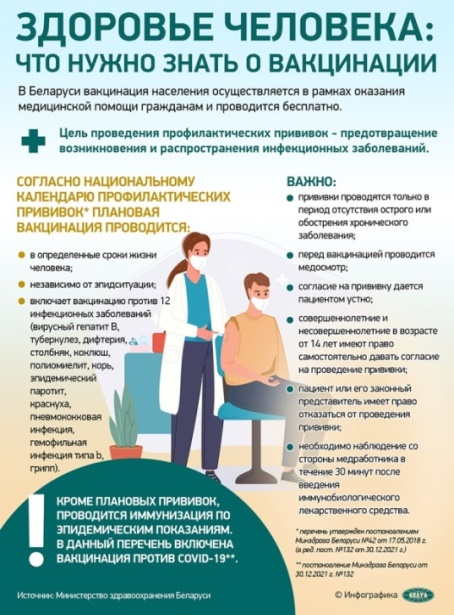 ЗДОРОВЬЕ ЧЕЛОВЕКА:
ЧТО НУЖНО ЗНАТЬ О ВАКЦИНАЦИИ
В Беларуси вакцинация населения осуществляется в рамках оказания
медицинской помощи гражданам и проводится бесплатно.
Цель проведения профилактических прививок - предотвращение
возникновения и распространения инфекционных заболеваний.
СОГЛАСНО НАЦИОНАЛЬНОМУ
КАЛЕНДАРЮ ПРОФИЛАКТИЧЕСКИХ
ПРИВИВОК* ПЛАНОВАЯ
ВАКЦИНАЦИЯ ПРОВОДИТСЯ:
в определенные сроки жизни
человека;
независимо от эпидситуации;
включает вакцинацию против 12
инфекционных заболеваний
(вирусный гепатит В,
туберкулез, дифтерия,
столбняк, коклюш,
полиомиелит, корь,
эпидемический
паротит,
краснуха,
пневмококковая
инфекция,
гемофильная
инфекция типа b,
грипп).
ВАЖНО:
прививки проводятся только в
период отсутствия острого или
обострения хронического
заболевания;
перед вакцинацией проводится
медосмотр;
согласие на прививку дается
пациентом устно;
совершеннолетние и
несовершеннолетние в возрасте
от 14 лет имеют право
самостоятельно давать согласие
на проведение прививки;
пациент или его законный
представитель имеет право
отказаться от проведения
прививки;
необходимо наблюдение со
стороны медработника в
течение 30 минут после
введения
иммунобиологического
лекарственного средства.
! КРОМЕ ПЛАНОВЫХ ПРИВИВОК,
ПРОВОДИТСЯ ИММУНИЗАЦИЯ ПО
ЭПИДЕМИЧЕСКИМ ПОКАЗАНИЯМ.
В ДАННЫЙ ПЕРЕЧЕНЬ ВКЛЮЧЕНА
ВАКЦИНАЦИЯ ПРОТИВ COVID-19**.
* перечень утвержден постановлением
Минздрава Беларуси №42 от 17.05.2018 г.
(в ред. пост. №132 от 30.12.2021 г.)
** постановление Минздрава Беларуси от
30.12.2021 г. №132
Источник: Министерство здравоохранения Беларуси
© Инфографика
БЕЛТА